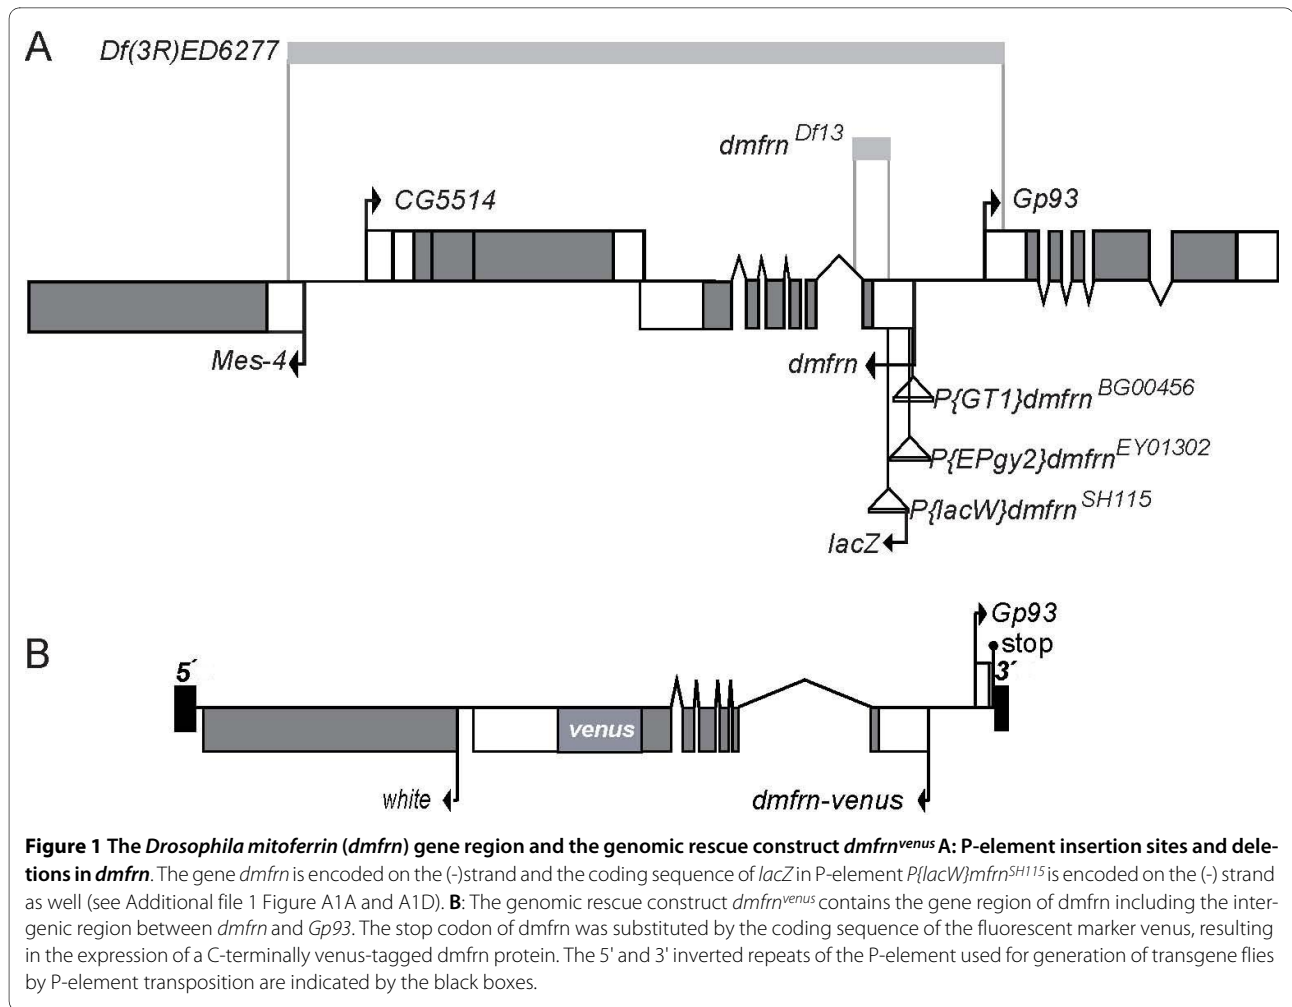 A
Df(3R)ED6277
dmfrn Df13
CG5514
Gp93
Mes-4
dmfrn
P{GT1}dmfrn BG00456
P{EPgy2}dmfrn EY01302
P{lacW}dmfrn SH115
lacZ
B
Gp93
stop
5´
3´
venus
white
dmfrn-venus
Figure 1 The Drosophila mitoferrin (dmfrn) gene region and the genomic rescue construct dmfrnvenus A: P-element insertion sites and dele-
tions in dmfrn. The gene dmfrn is encoded on the (-)strand and the coding sequence of lacZ in P-element P{lacW}mfrnSH115 is encoded on the (-) strand
as well (see Additional file 1 Figure A1A and A1D). B: The genomic rescue construct dmfrnvenus contains the gene region of dmfrn including the inter-
genic region between dmfrn and Gp93. The stop codon of dmfrn was substituted by the coding sequence of the fluorescent marker venus, resulting
in the expression of a C-terminally venus-tagged dmfrn protein. The 5' and 3' inverted repeats of the P-element used for generation of transgene flies
by P-element transposition are indicated by the black boxes.